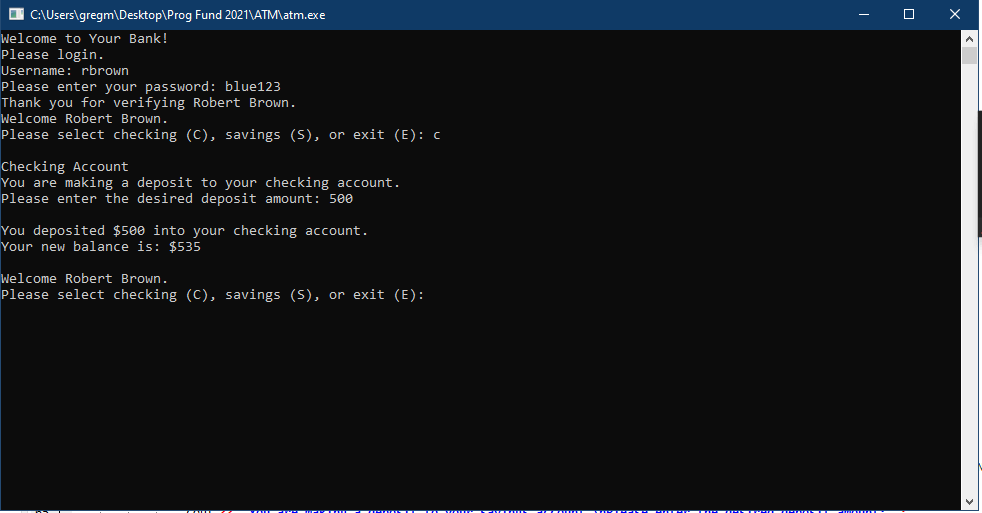 C:\Users\gregm\Desktop\Prog Fund 2021\ATM\atm.exe
Welcome to Your Bank!
Please login.
Username: rbrown
Please enter your password: blue123
Thank you for verifying Robert Brown.
Welcome Robert Brown.
Please select checking (C), savings (S), or exit (E): c
Checking Account
You are making a deposit to your checking account.
Please enter the desired deposit amount: 500
You deposited $500 into your checking account.
Your new balance is: $535
Welcome Robert Brown.
Please select checking (C), savings (S), or exit (E):